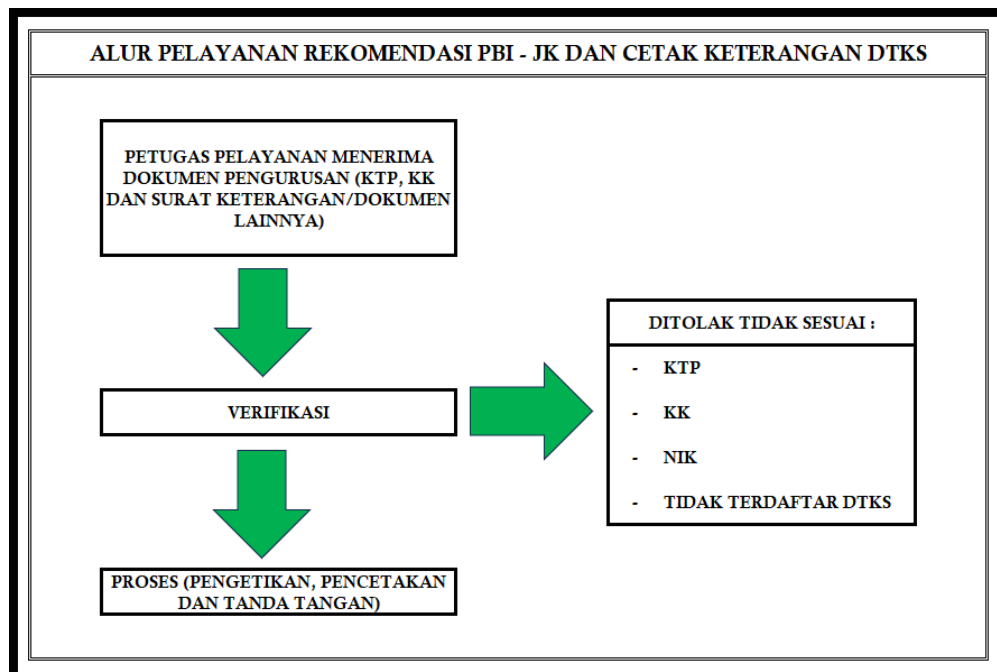 ALUR PELAYANAN REKOMENDASI PBI - JK DAN CETAK KETERANGAN DTKS
PETUGAS PELAYANAN MENERIMA
DOKUMEN PENGURUSAN (KTP, KK
DAN SURAT KETERANGAN/DOKUMEN
LAINNYA)
VERIFIKASI
DITOLAK TIDAK SESUAI :
- KTP
- KK
- NIK
- TIDAK TERDAFTAR DTKS
PROSES (PENGETIKAN, PENCETAKAN
DAN TANDA TANGAN)